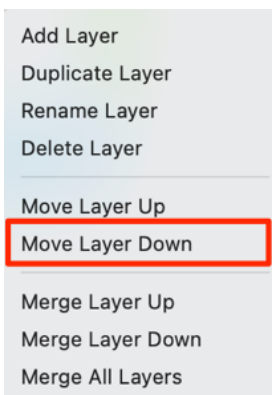 Add Layer
Duplicate Layer
Rename Layer
Delete Layer
Move Layer Up
Move Layer Down
Merge Layer Up
Merge Layer Down
Merge All Layers